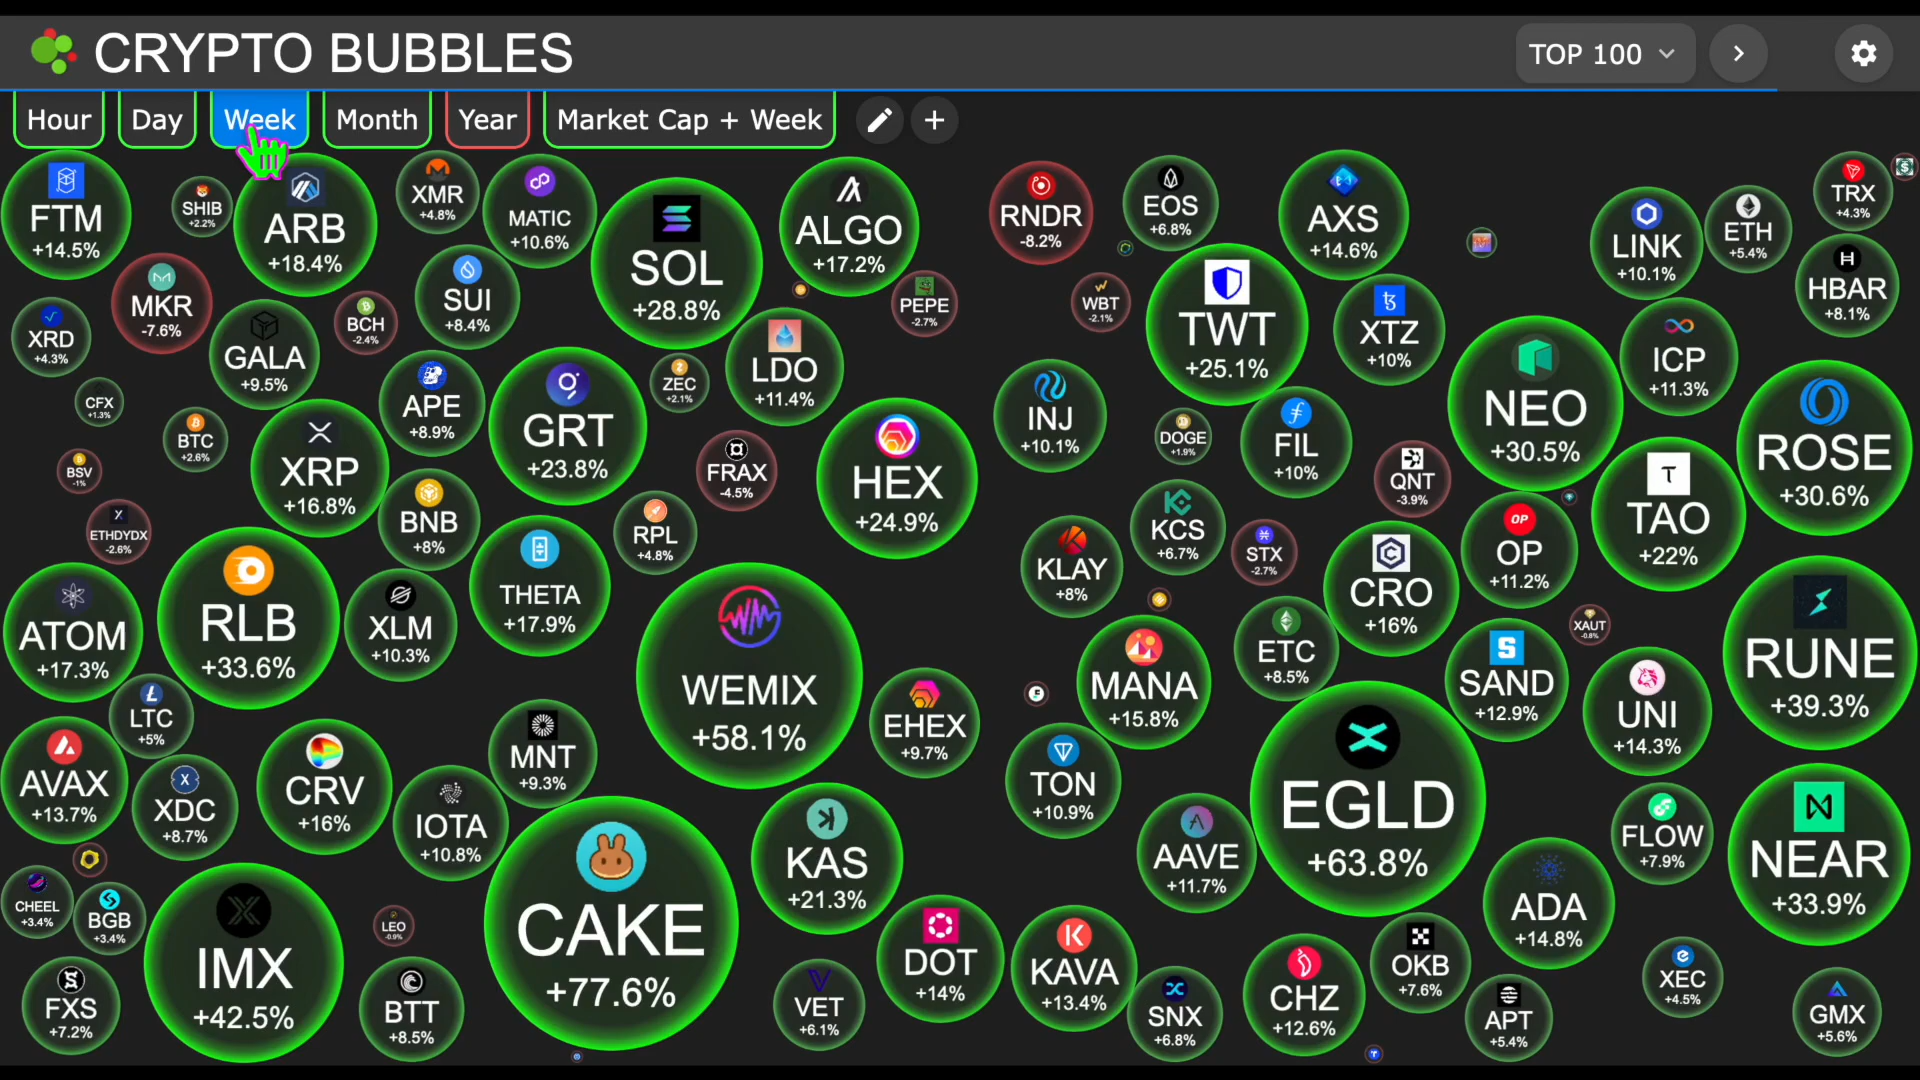 CRYPTO BUBBLES
TOP 100
Hour
Day
Week
Month
Year
Market Cap + Week
FTM
+14.5%
SHIB
+2.2%
ARB
+18.4%
XMR
+4.8%
MATIC
+10.6%
SOL
+28.8%
ALGO
+17.2%
RNDR
-8.2%
EOS
+6.8%
AXS
+14.6%
LINK
+10.1%
ETH
+5.4%
TRX
+4.3%
HBAR
+8.1%
MKR
-7.6%
XRD
+4.3%
GALA
+9.5%
BCH
-2.4%
SUI
+8.4%
PEPE
-2.7%
WBT
-2.1%
TWT
+25.1%
XTZ
+10%
ICP
+11.3%
CFX
+1.3%
BTC
+2.6%
APE
+8.9%
GRT
+23.8%
ZEC
+2.1%
LDO
+11.4%
INJ
+10.1%
DOGE
+1.9%
FIL
+10%
NEO
+30.5%
ROSE
+30.6%
BSV
-1%
XRP
+16.8%
FRAX
-4.5%
HEX
+24.9%
QNT
-3.9%
TAO
+22%
ETHDYDX
-2.6%
BNB
+8%
RPL
+4.8%
KCS
+6.7%
STX
-2.7%
OP
+11.2%
KLAY
+8%
CRO
+16%
ATOM
+17.3%
RLB
+33.6%
XLM
+10.3%
THETA
+17.9%
WEMIX
+58.1%
ETC
+8.5%
XAUT
-0.6%
RUNE
+39.3%
MANA
+15.8%
SAND
+12.9%
LTC
+5%
EHEX
+9.7%
UNI
+14.3%
AVAX
+13.7%
XDC
+8.7%
CRV
+16%
MNT
+9.3%
IOTA
+10.8%
TON
+10.9%
EGLD
+63.8%
FLOW
+7.9%
NEAR
+33.9%
KAS
+21.3%
AAVE
+11.7%
CHEEL
+3.4%
BGB
+3.4%
CAKE
+77.6%
ADA
+14.8%
LEO
-0.9%
IMX
+42.5%
DOT
+14%
KAVA
+13.4%
OKB
+7.6%
XEC
+4.5%
FXS
+7.2%
BTT
+8.5%
VET
+6.1%
SNX
+6.8%
CHZ
+12.6%
APT
+5.4%
GMX
+5.6%